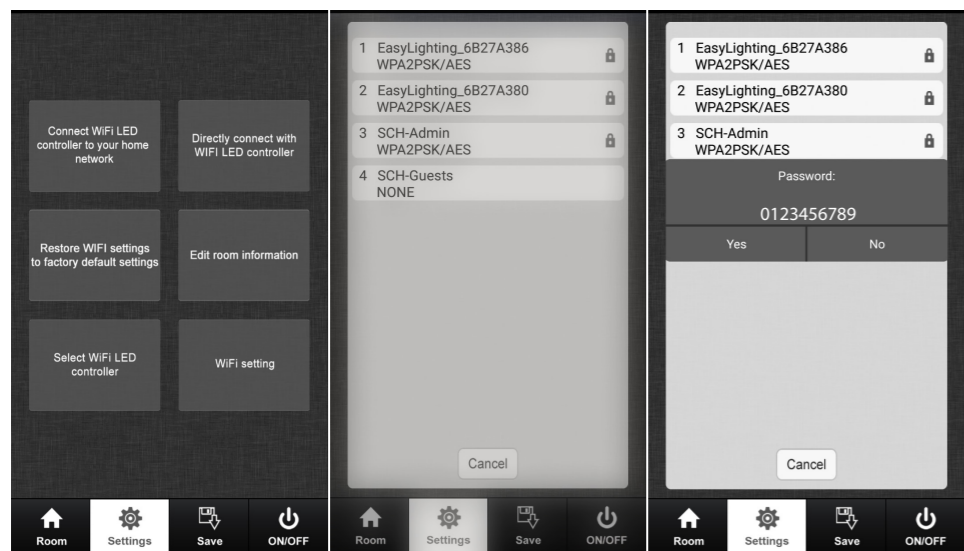 Connect WiFi LED
controller to your home
network
Directly connect with
WIFI LED controller
Restore WIFI settings
to factory default settings
Edit room information
Select WiFi LED
controller
WiFi setting
Room
Settings
Save
ON/OFF
1 EasyLighting_6B27A386
WPA2PSK/AES
2 EasyLighting_6B27A380
WPA2PSK/AES
3 SCH-Admin
WPA2PSK/AES
4 SCH-Guests
NONE
Cancel
Room
Settings
Save
ON/OFF
1 EasyLighting_6B27A386
WPA2PSK/AES
2 EasyLighting_6B27A380
WPA2PSK/AES
3 SCH-Admin
WPA2PSK/AES
Password:
0123456789
Yes
No
Cancel
Room
Settings
Save
ON/OFF